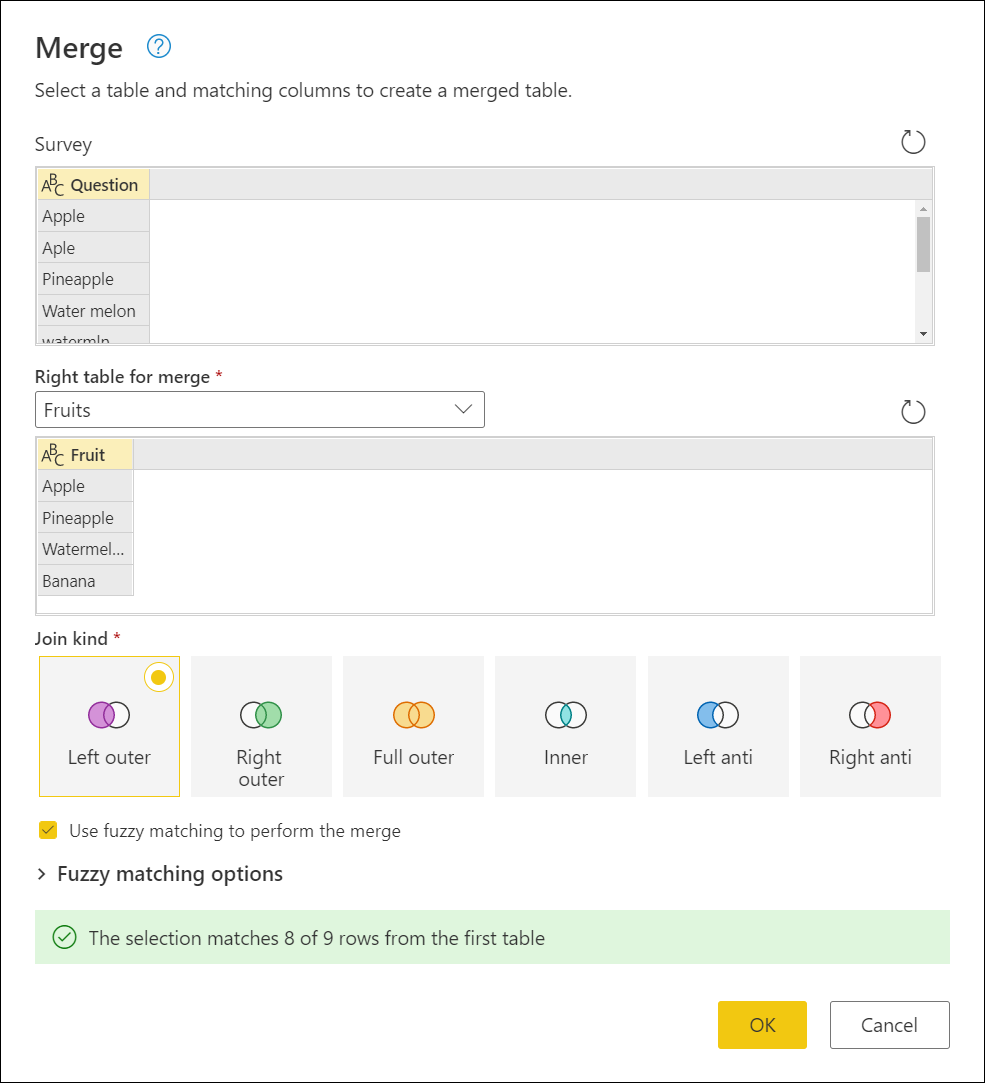 Merge ?
Select a table and matching columns to create a merged table.
Survey
ABC Question
Apple
Aple
Pineapple
Water melon
watermln
Right table for merge *
Fruits
ABC Fruit
Apple
Pineapple
Watermel...
Banana
Join kind *
Left outer
Right
outer
Full outer
Inner
Left anti
Right anti
Use fuzzy matching to perform the merge
Fuzzy matching options
The selection matches 8 of 9 rows from the first table
OK
Cancel